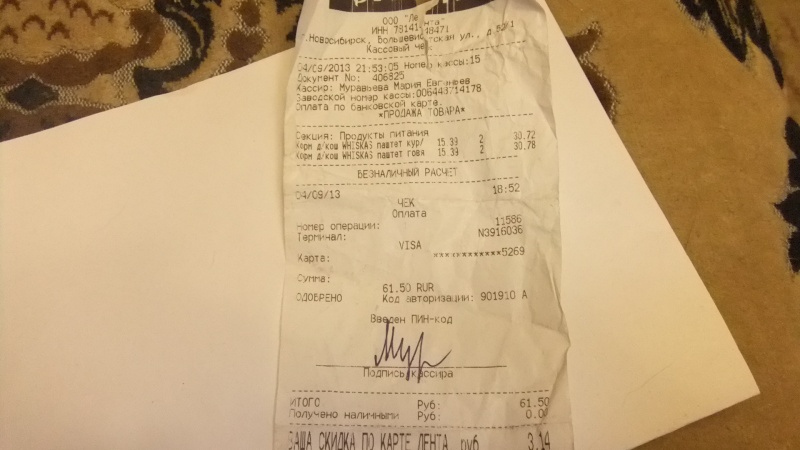 ООО "Лента"
ИНН 7814148471
г.Новосибирск, Большевистская ул., д.52/1
Кассовый чек
04/09/2013 21:53:05 Номер кассы:15
Документ No: 406825
Кассир: Муравьева Мария Евгеньев
Заводской номер кассы:006448714178
Оплата по банковской карте.
*ПРОДАЖА ТОВАРА*
Секция: Продукты питания
Корм д/кош WHISKAS паштет кур/ 15.39 2 30.72
Корм д/кош WHISKAS паштет говя 15.39 2 30.78
БЕЗНАЛИЧНЫЙ РАСЧЕТ
04/09/13 18:52
ЧЕК
Оплата
Номер операции: 11586
Терминал: N3916036
VISA
Карта: ************5269
Сумма:
61.50 RUR
ОДОБРЕНО Код авторизации: 901910 A
Введен ПИН-код
Подпись кассира
ИТОГО Руб: 61.50
Получено наличными Руб: 0.00
ВАША СКИДКА ПО КАРТЕ ЛЕНТА руб 3.14